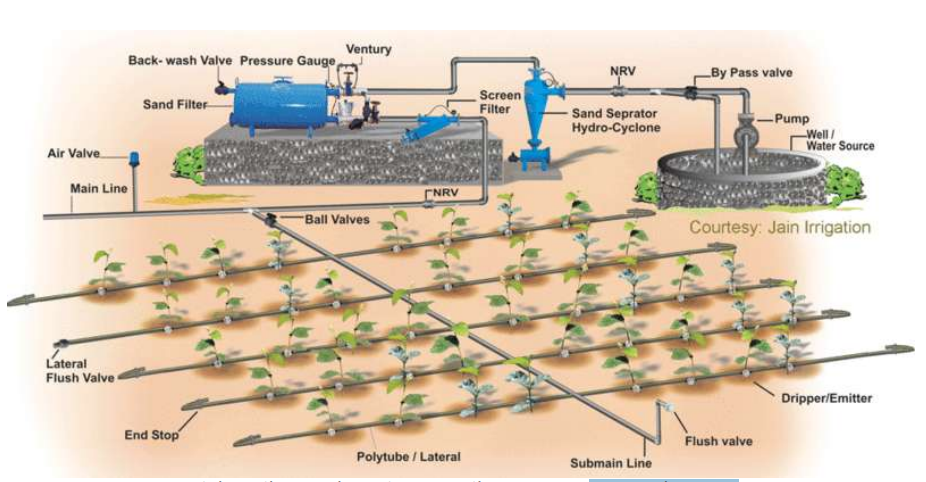 Ventury
Back- wash Valve
Pressure Gauge
NRV
By Pass valve
Sand Filter
Screen
Filter
Sand Seprator
Hydro-Cyclone
Pump
Well /
Water Source
Air Valve
Main Line
NRV
Ball Valves
Courtesy: Jain Irrigation
Lateral
Flush Valve
Dripper/Emitter
End Stop
Flush valve
Polytube / Lateral
Submain Line